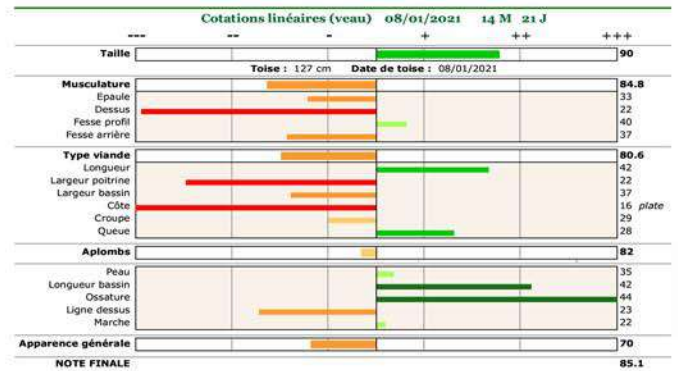 Cotations linéaires (veau) 08/01/2021 14 M 21 J
--- -- - + ++ +++
Taille 90
Toise : 127 cm Date de toise : 08/01/2021
Musculature 84.8
Epaule 33
Dessus 22
Fesse profil 40
Fesse arrière 37
Type viande 80.6
Longueur 42
Largeur poitrine 22
Largeur bassin 37
Côte 16 plate
Croupe 29
Queue 28
Aplombs 82
Peau 35
Longueur bassin 42
Ossature 44
Ligne dessus 23
Marche 22
Apparence générale 70
NOTE FINALE 85.1